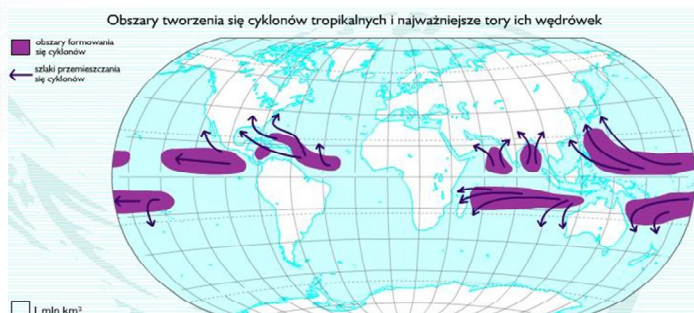 Obszary tworzenia się cyklonów tropikalnych i najważniejsze tory ich wędrówek
obszary formowania
się cyklonów
szlaki przemieszczania
się cyklonów
1 mln km²